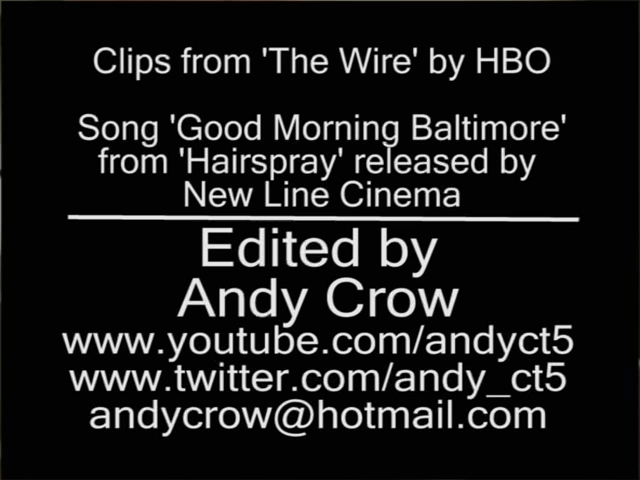 Clips from 'The Wire' by HBO
Song 'Good Morning Baltimore'
from 'Hairspray' released by
New Line Cinema
Edited by
Andy Crow
www.youtube.com/andyct5
www.twitter.com/andy_ct5
andycrow@hotmail.com